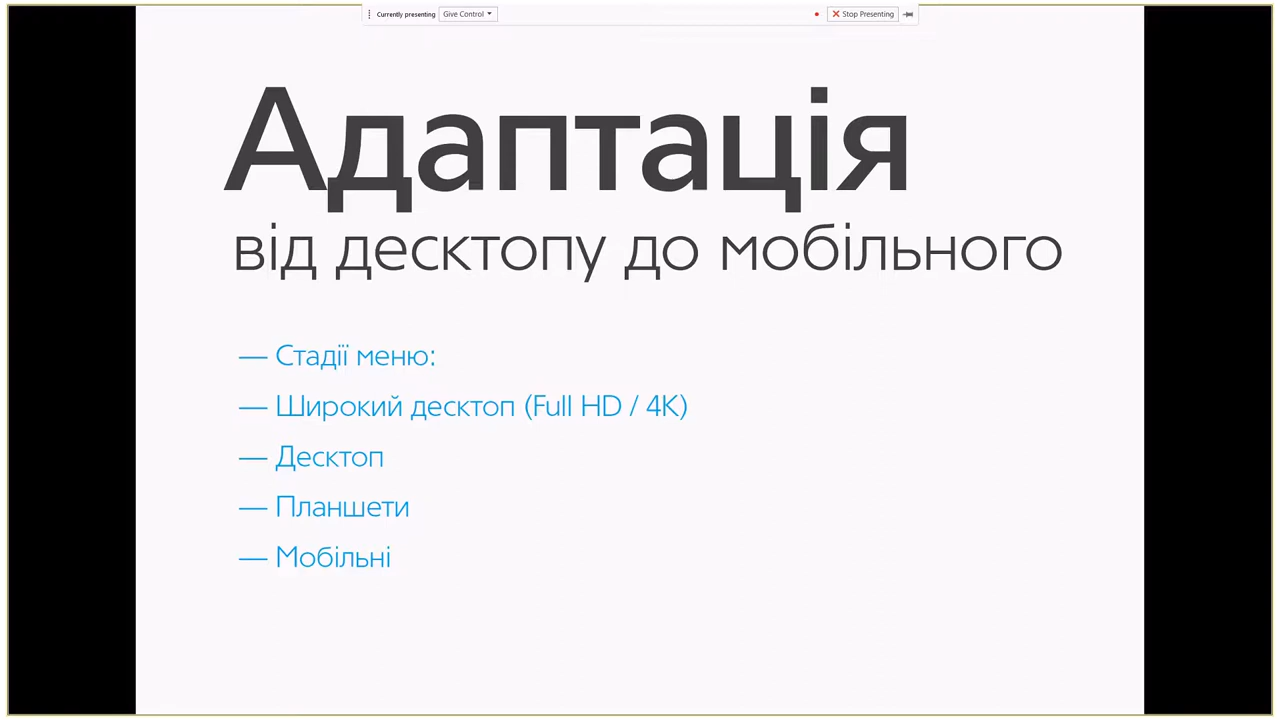 Currently presenting Give Control Stop Presenting
Адаптація
від десктопу до мобільного
— Стадії меню:
— Широкий десктоп (Full HD / 4K)
— Десктоп
— Планшети
— Мобільні